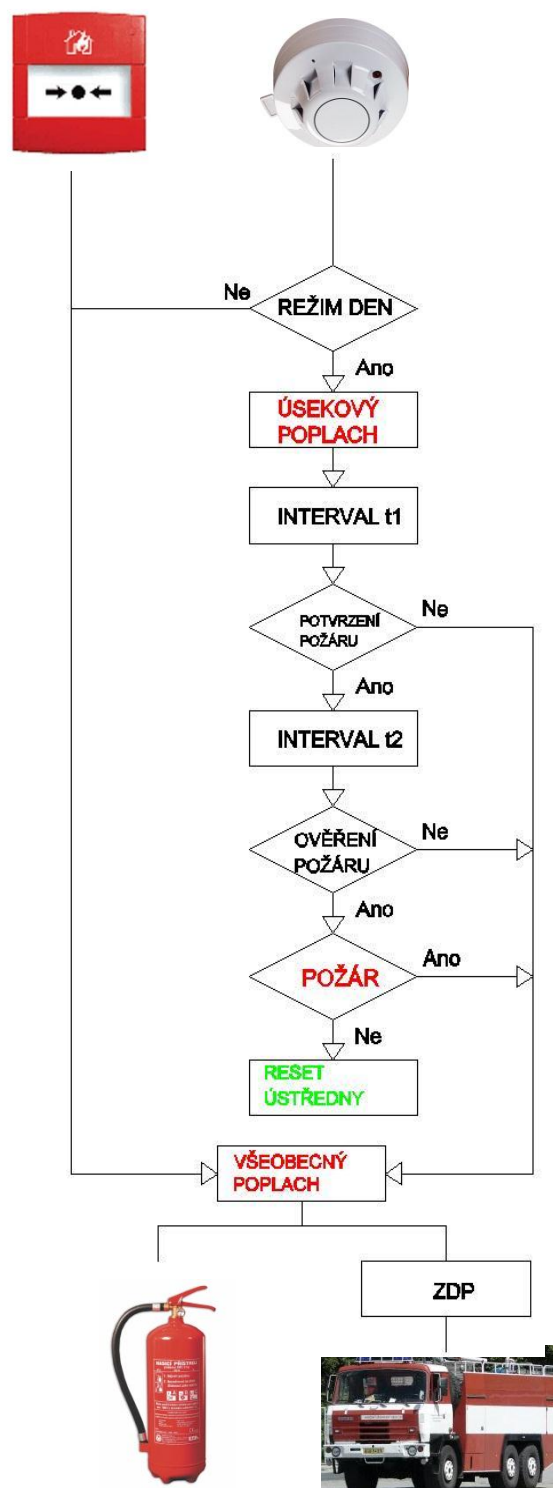 Ne
REŽIM DEN
Ano
ÚSEKOVÝ
POPLACH
INTERVAL t1
Ne
POTVRZENÍ
POŽÁRU
Ano
INTERVAL t2
Ne
OVĚŘENÍ
POŽÁRU
Ano
Ano
POŽÁR
Ne
RESET
ÚSTŘEDNY
VŠEOBECNÝ
POPLACH
ZDP